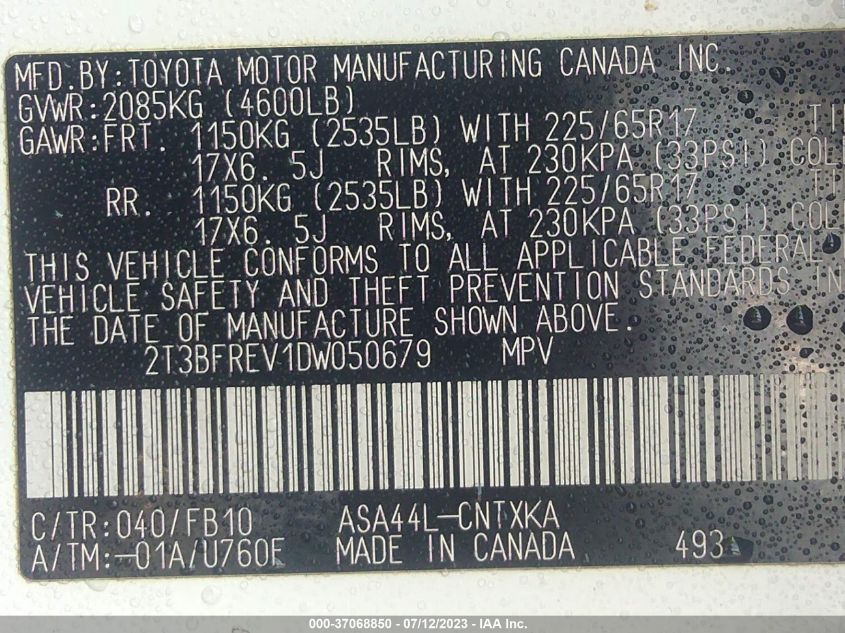 MFD.BY:TOYOTA MOTOR MANUFACTURING CANADA INC.
GVWR:2085KG (4600LB)
GAWR:FRT. 1150KG (2535LB) WITH 225/65R17
17X6. 5J RIMS, AT 230KPA (33PSI)
RR. 1150KG (2535LB) WITH 225/65R17
17X6. 5J RIMS, AT 230KPA (33PSI)
THIS VEHICLE CONFORMS TO ALL APPLICABLE FEDERAL
VEHICLE SAFETY AND THEFT PREVENTION STANDARDS IN
THE DATE OF MANUFACTURE SHOWN ABOVE.
2T3BFREV1DW050679 MPV
C/TR:040/FB10 ASA44L-CNTXKA
A/TM:-01A/U760E MADE IN CANADA 493
000-37068850 - 07/12/2023 - IAA Inc.